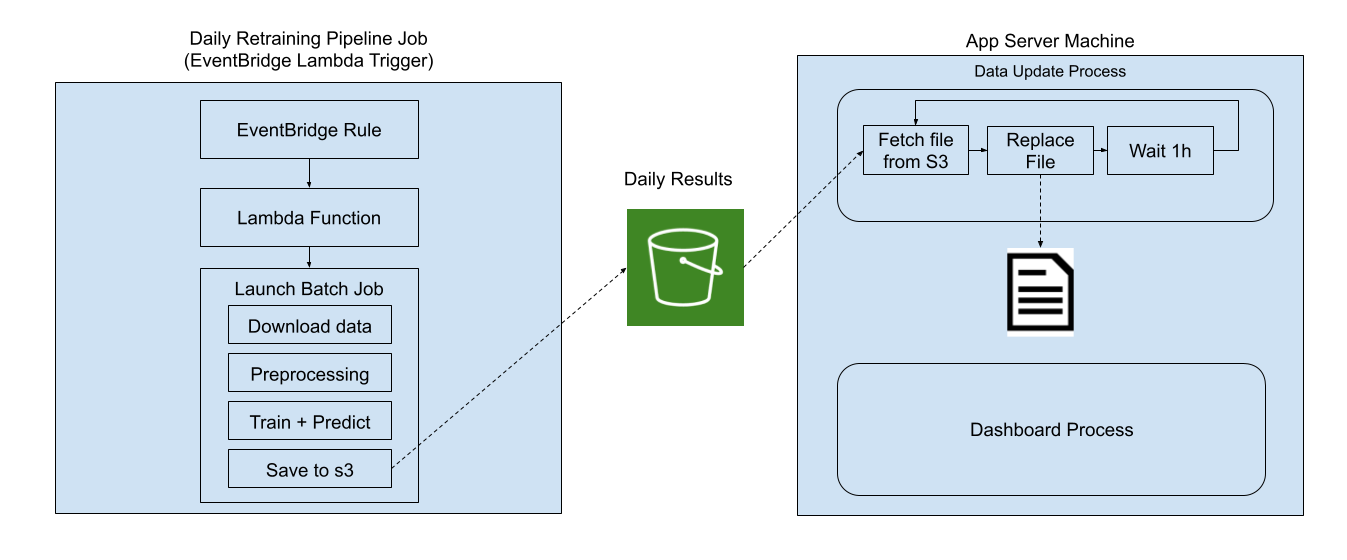 Daily Retraining Pipeline Job
(EventBridge Lambda Trigger)
EventBridge Rule
Lambda Function
Launch Batch Job
Download data
Preprocessing
Train + Predict
Save to s3
Daily Results
App Server Machine
Data Update Process
Fetch file
from S3
Replace
File
Wait 1h
Dashboard Process